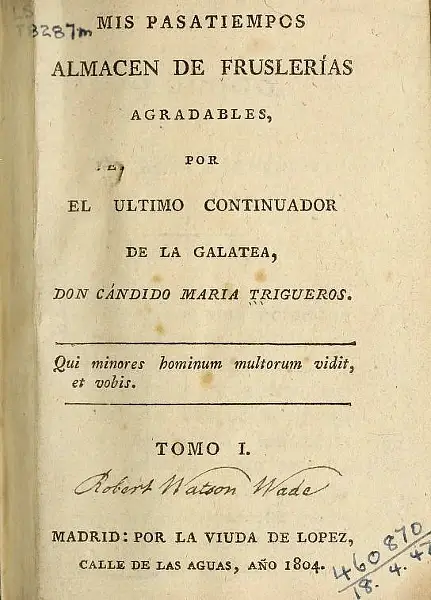 3287m
MIS PASATIEMPOS
ALMACEN DE FRUSLERÍAS
AGRADABLES,
POR
EL ULTIMO CONTINUADOR
DE LA GALATEA,
DON CÁNDIDO MARIA TRIGUEROS.
Qui minores hominum multorum vidit,
et vobis.
TOMO I.
Robert Watson Wade
MADRID: POR LA VIUDA DE LOPEZ,
CALLE DE LAS AGUAS, AÑO 1804.
460870
18.4.47